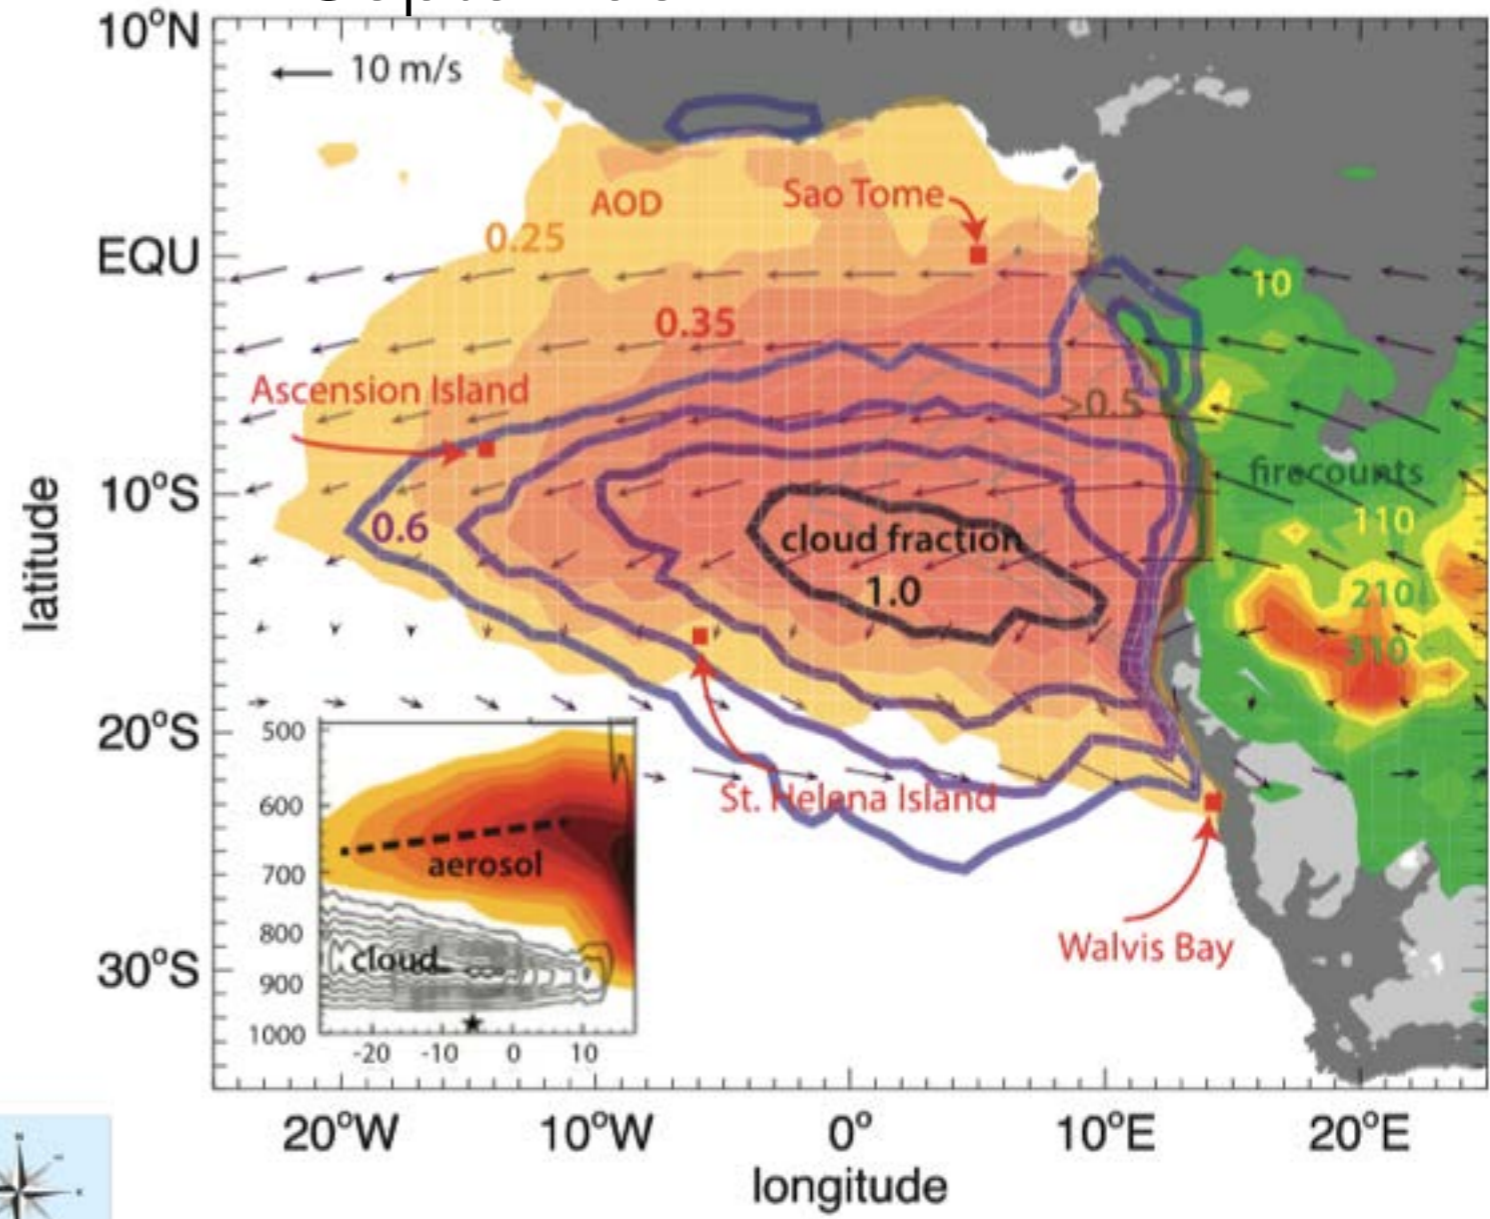 10°N
10 m/s
AOD
Sao Tome
0.25
EQU
10
0.35
Ascension Island
>0.5
firecounts
10°S
0.6
cloud fraction
1.0
110
210
310
latitude
20°S
500
600
700
800
900
1000
aerosol
cloud
-20 -10 0 10
St. Helena Island
Walvis Bay
30°S
20°W 10°W 0° 10°E 20°E
longitude